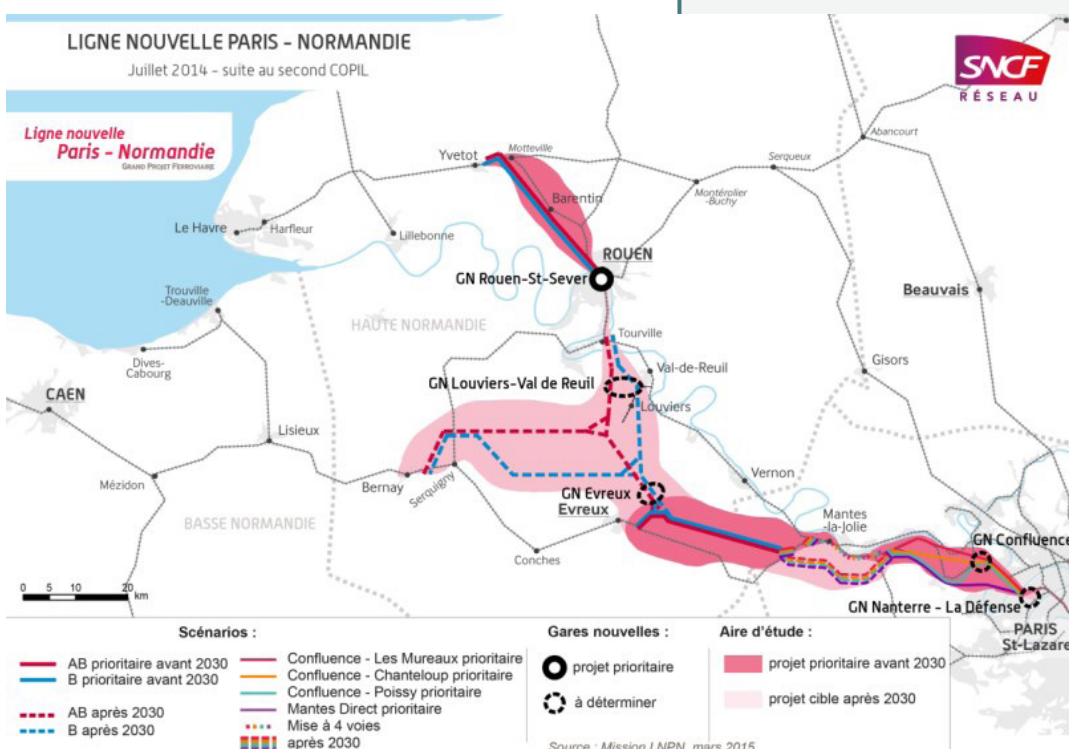 LIGNE NOUVELLE PARIS - NORMANDIE
Juillet 2014 - suite au second COPIL
SNCF
RÉSEAU
Ligne nouvelle
Paris - Normandie
GRAND PROJET FERROVIAIRE
Abancourt
Yvetot
Motteville
Serqueux
Barentin
Montérolier
-Buchy
Le Havre
Harfleur
Lillebonne
ROUEN
GN Rouen-St-Sever
Beauvais
Trouville
-Deauville
HAUTE NORMANDIE
Tourville
Dives-
Cabourg
Gisors
GN Louviers-Val de Reuil
Val-de-Reuil
CAEN
Louviers
Lisieux
Mézidon
Bernay
Serquigny
Vernon
GN Evreux
Evreux
Mantes
-la-Jolie
BASSE NORMANDIE
GN Confluence
Conches
0 5 10 20 km
GN Nanterre - La Défense
PARIS
St-Lazare
Scénarios :
AB prioritaire avant 2030
B prioritaire avant 2030
AB après 2030
B après 2030
Confluence - Les Mureaux prioritaire
Confluence - Chanteloup prioritaire
Confluence - Poissy prioritaire
Mantes Direct prioritaire
Mise à 4 voies
après 2030
Gares nouvelles :
projet prioritaire
à déterminer
Aire d'étude :
projet prioritaire avant 2030
projet cible après 2030
Source : Mission LNPN, mars 2015